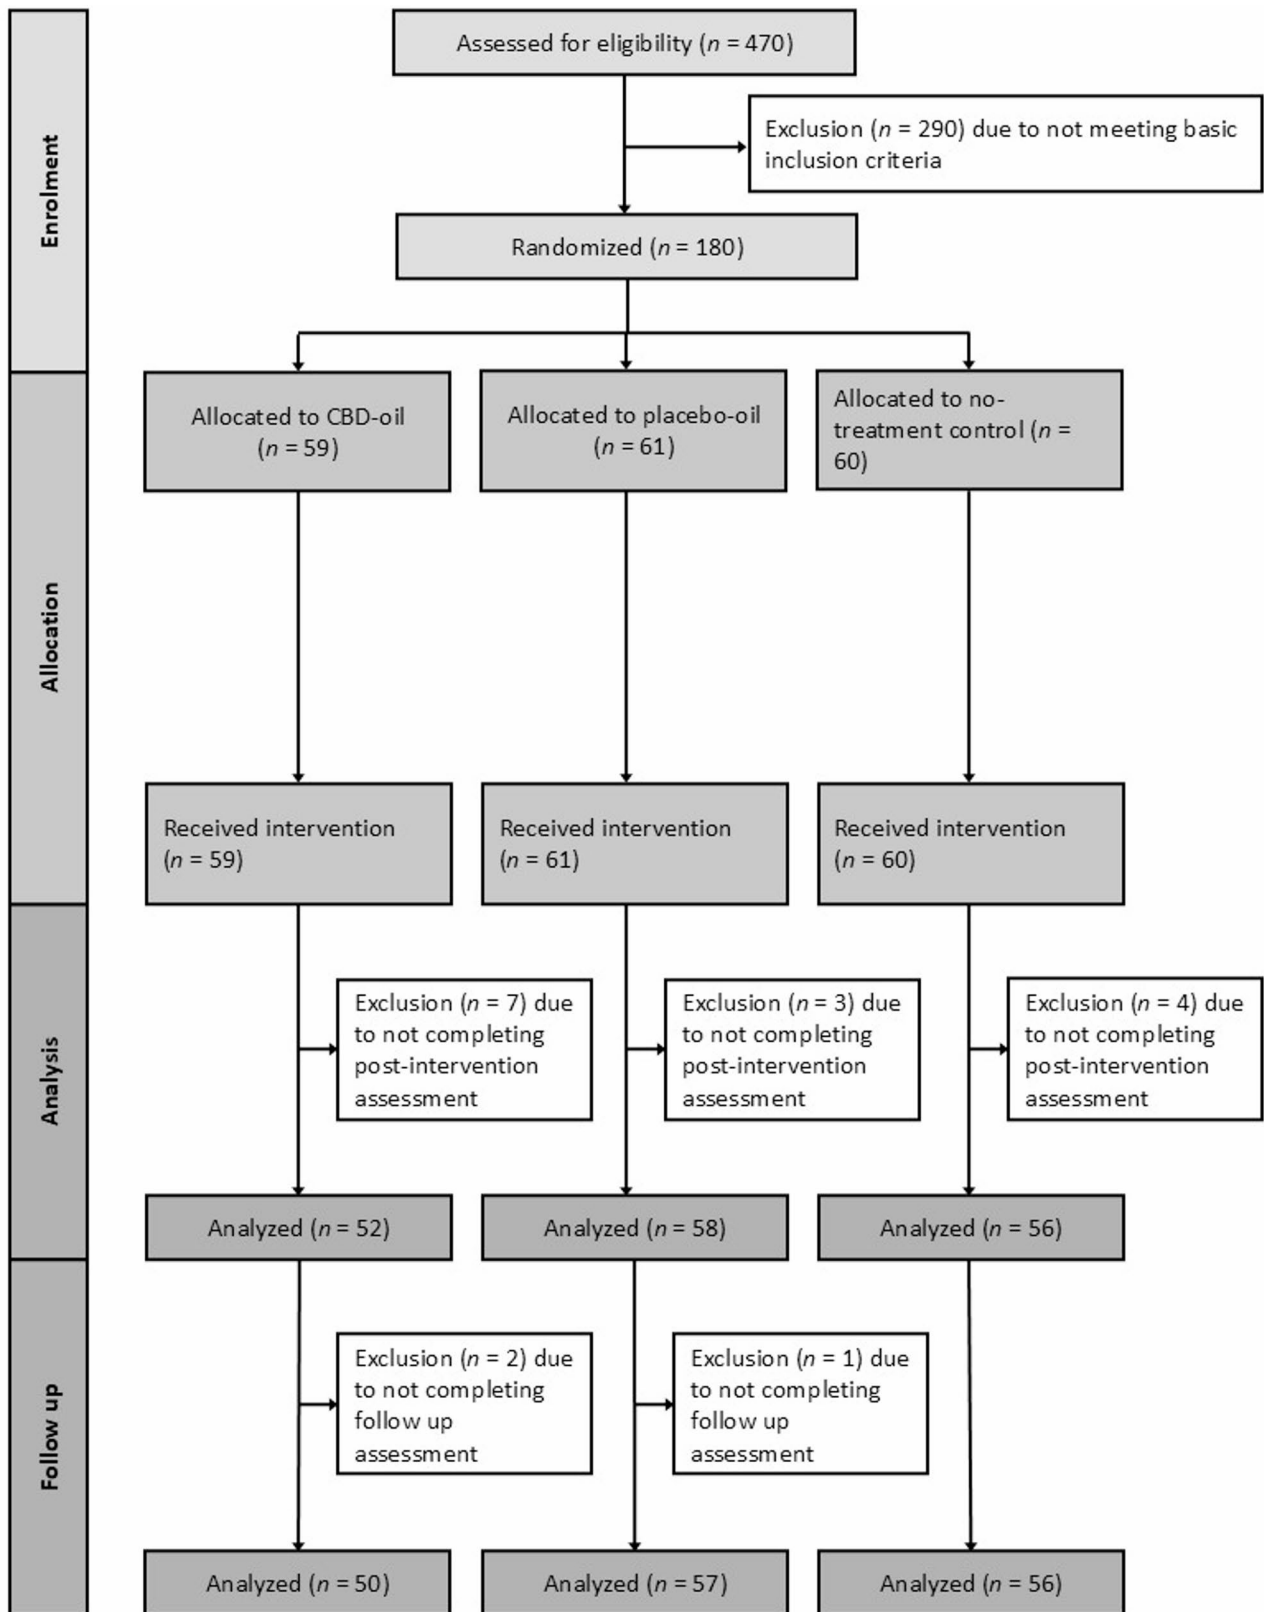 Enrolment
Assessed for eligibility (n = 470)
Exclusion (n = 290) due to not meeting basic
inclusion criteria
Randomized (n = 180)
Allocation
Allocated to CBD-oil
(n = 59)
Allocated to placebo-oil
(n = 61)
Allocated to no-
treatment control (n =
60)
Received intervention
(n = 59)
Received intervention
(n = 61)
Received intervention
(n = 60)
Analysis
Exclusion (n = 7) due
to not completing
post-intervention
assessment
Exclusion (n = 3) due
to not completing
post-intervention
assessment
Exclusion (n = 4) due
to not completing
post-intervention
assessment
Analyzed (n = 52)
Analyzed (n = 58)
Analyzed (n = 56)
Follow up
Exclusion (n = 2) due
to not completing
follow up
assessment
Exclusion (n = 1) due
to not completing
follow up
assessment
Analyzed (n = 50)
Analyzed (n = 57)
Analyzed (n = 56)